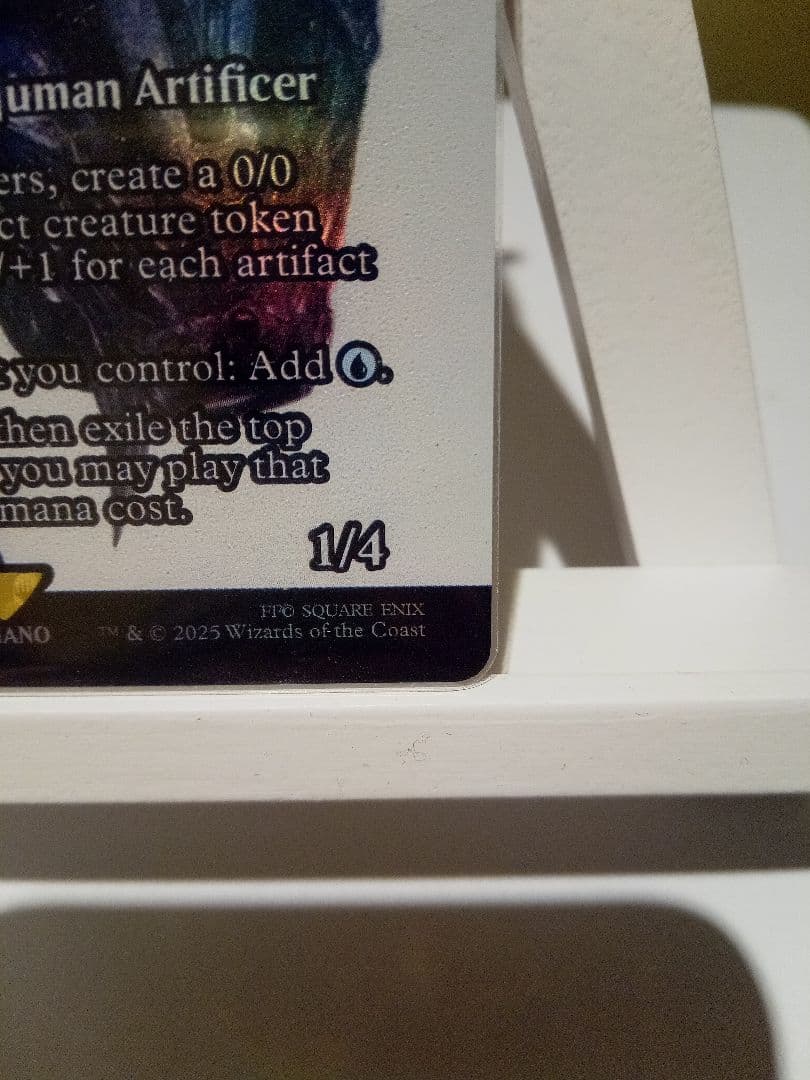 uman Artificer
ers, create a 0/0
ct creature token
/+1 for each artifact
you control: Add
hen exile the top
you may play that
mana cost.
1/4
FP© SQUARE ENIX
ANO ™ & © 2025 Wizards of the Coast